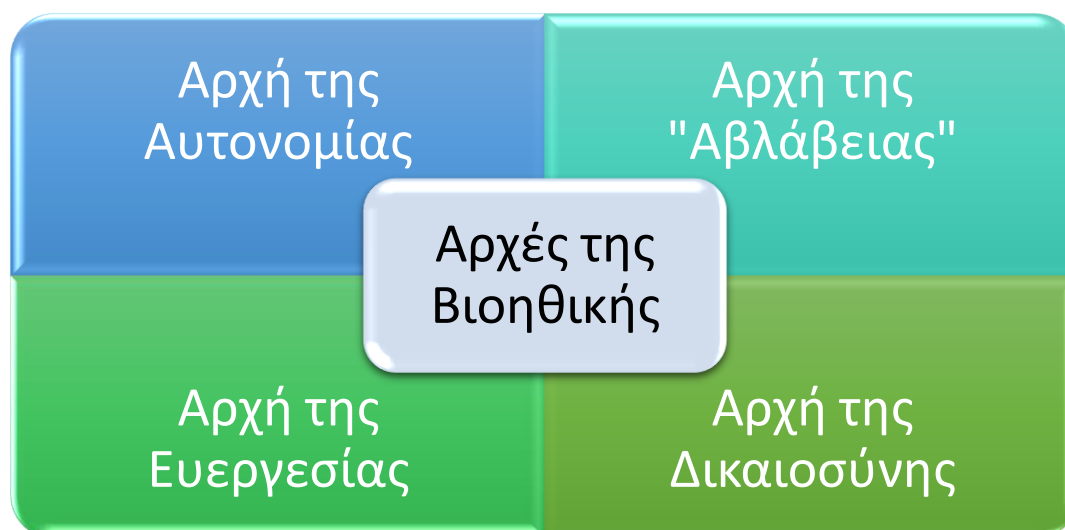 Αρχή της
Αυτονομίας
Αρχή της
"Αβλάβειας"
Αρχές της
Βιοηθικής
Αρχή της
Ευεργεσίας
Αρχή της
Δικαιοσύνης